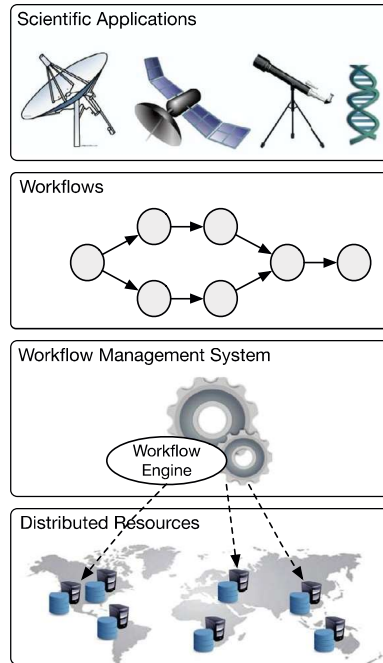 Scientific Applications
Workflows
Workflow Management System
Workflow
Engine
Distributed Resources